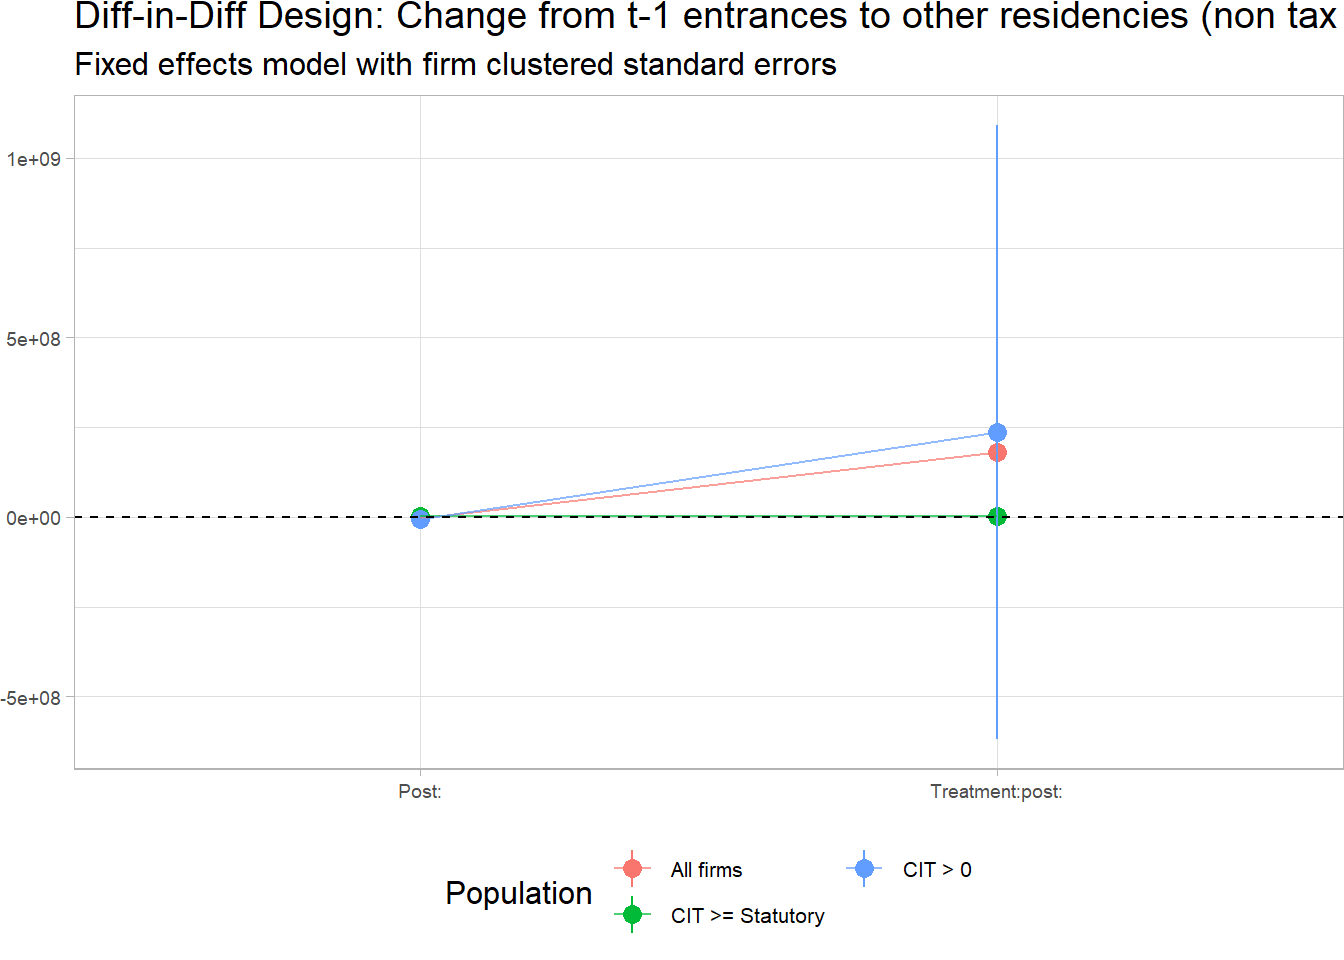 Diff-in-Diff Design: Change from t-1 entrances to other residencies (non tax
Fixed effects model with firm clustered standard errors
1e+09
5e+08
0e+00
-5e+08
Post:
Treatment:post:
Population
All firms
CIT > 0
CIT >= Statutory